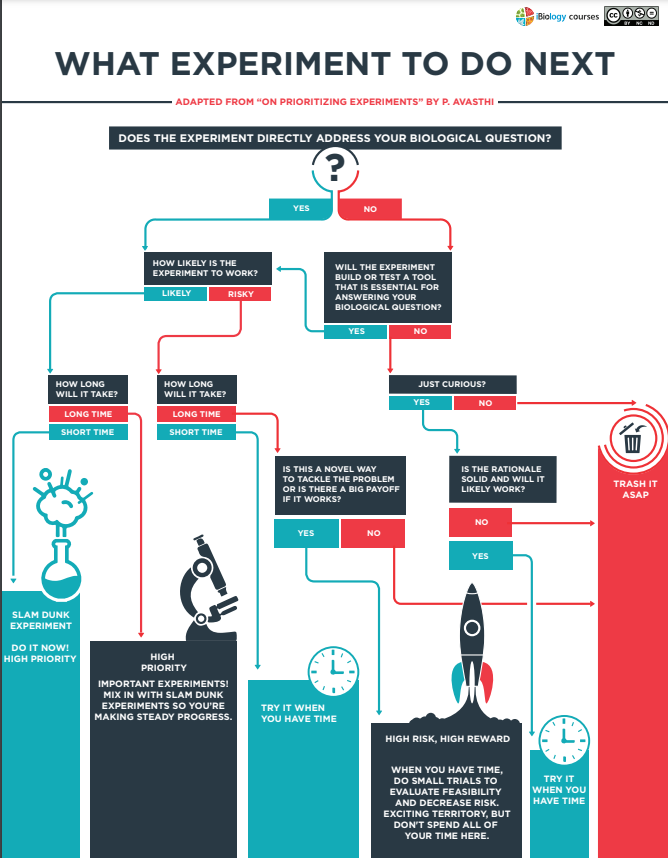 iBiology courses
cc BY NC ND
WHAT EXPERIMENT TO DO NEXT
ADAPTED FROM “ON PRIORITIZING EXPERIMENTS” BY P. AVASTHI
DOES THE EXPERIMENT DIRECTLY ADDRESS YOUR BIOLOGICAL QUESTION?
?
YES
NO
HOW LIKELY IS THE
EXPERIMENT TO WORK?
LIKELY
RISKY
WILL THE EXPERIMENT
BUILD OR TEST A TOOL
THAT IS ESSENTIAL FOR
ANSWERING YOUR
BIOLOGICAL QUESTION?
YES
NO
HOW LONG
WILL IT TAKE?
LONG TIME
SHORT TIME
HOW LONG
WILL IT TAKE?
LONG TIME
SHORT TIME
JUST CURIOUS?
YES
NO
IS THIS A NOVEL WAY
TO TACKLE THE PROBLEM
OR IS THERE A BIG PAYOFF
IF IT WORKS?
YES
NO
IS THE RATIONALE
SOLID AND WILL IT
LIKELY WORK?
NO
YES
TRASH IT
ASAP
SLAM DUNK
EXPERIMENT
DO IT NOW!
HIGH PRIORITY
HIGH
PRIORITY
IMPORTANT EXPERIMENTS!
MIX IN WITH SLAM DUNK
EXPERIMENTS SO YOU'RE
MAKING STEADY PROGRESS.
TRY IT WHEN
YOU HAVE TIME
HIGH RISK, HIGH REWARD
WHEN YOU HAVE TIME,
DO SMALL TRIALS TO
EVALUATE FEASIBILITY
AND DECREASE RISK.
EXCITING TERRITORY, BUT
DON'T SPEND ALL OF
YOUR TIME HERE.
TRY IT
WHEN YOU
HAVE TIME